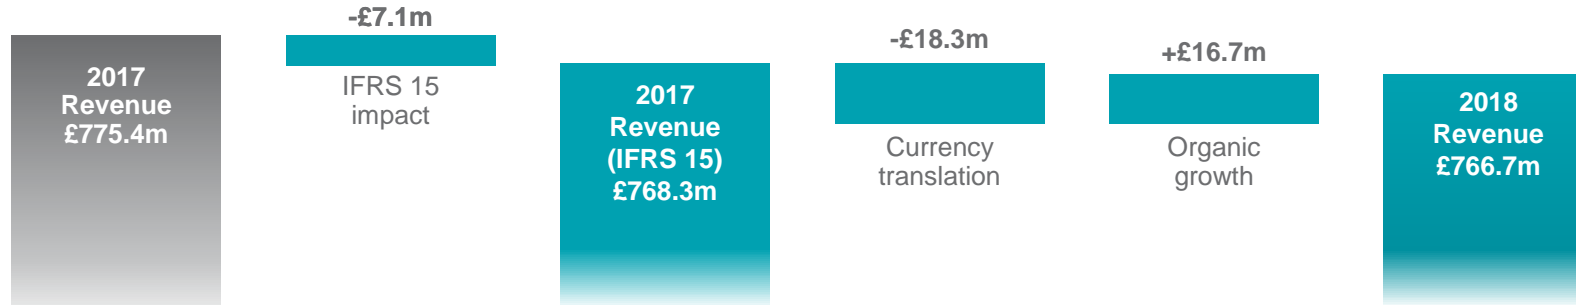 2017
Revenue
£775.4m
-£7.1m
IFRS 15
impact
2017
Revenue
(IFRS 15)
£768.3m
-£18.3m
Currency
translation
+£16.7m
Organic
growth
2018
Revenue
£766.7m